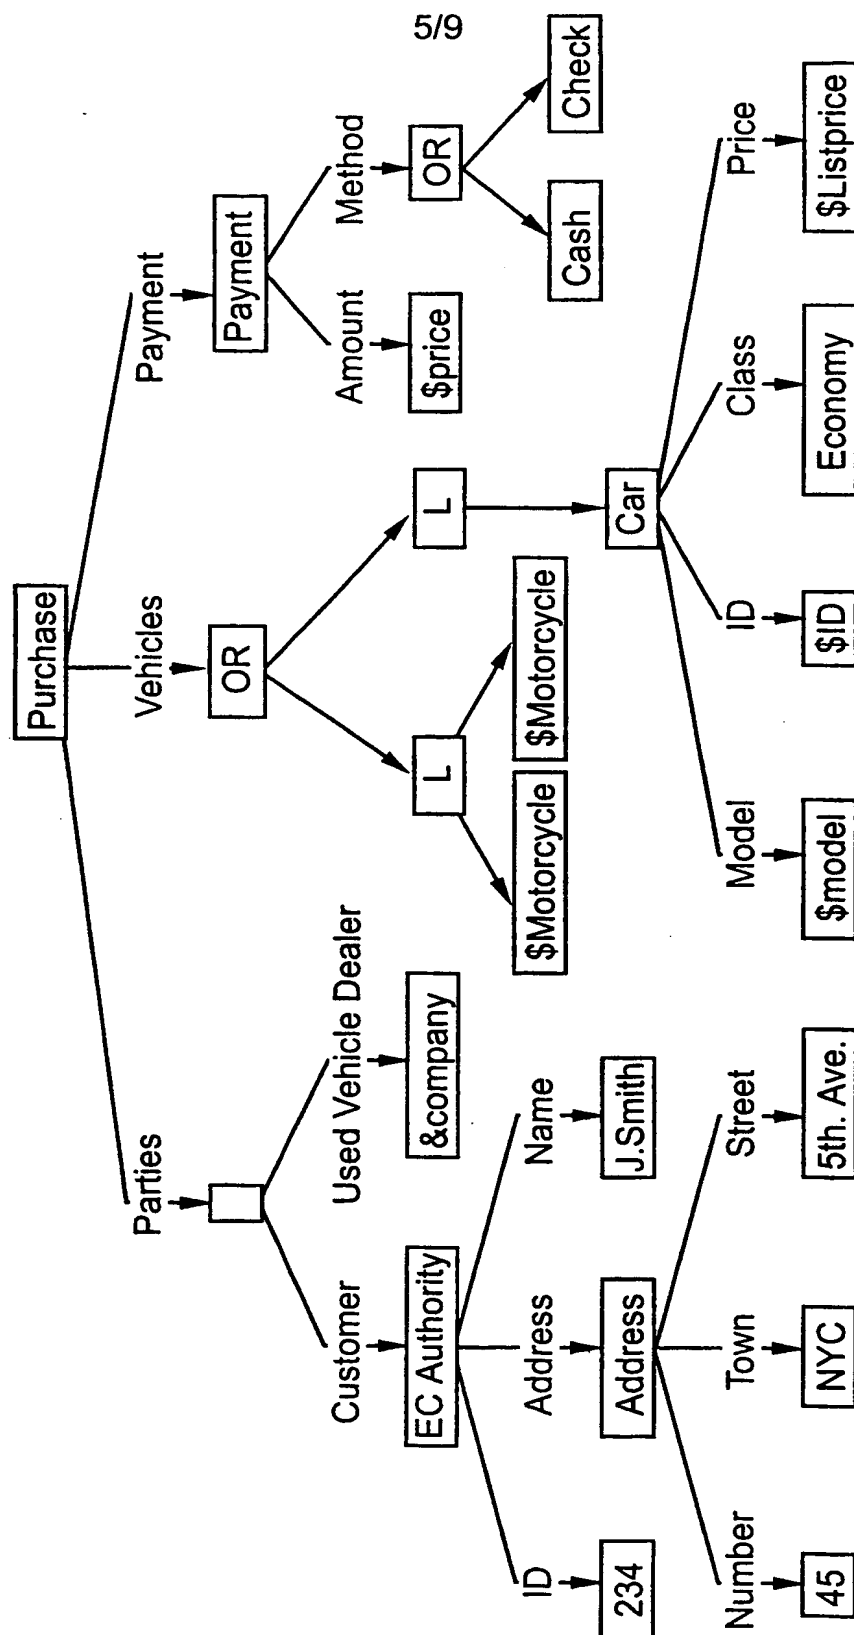 5/9
Purchase
Parties
Vehicles
Payment
OR
Payment
Customer
Used Vehicle Dealer
Amount
Method
EC Authority
&company
L
L
$price
OR
ID
Address
Name
$Motorcycle
$Motorcycle
Cash
Check
234
Address
J.Smith
Car
Number
Town
Street
Model
ID
Class
Price
45
NYC
5th. Ave.
$model
$ID
Economy
$Listprice